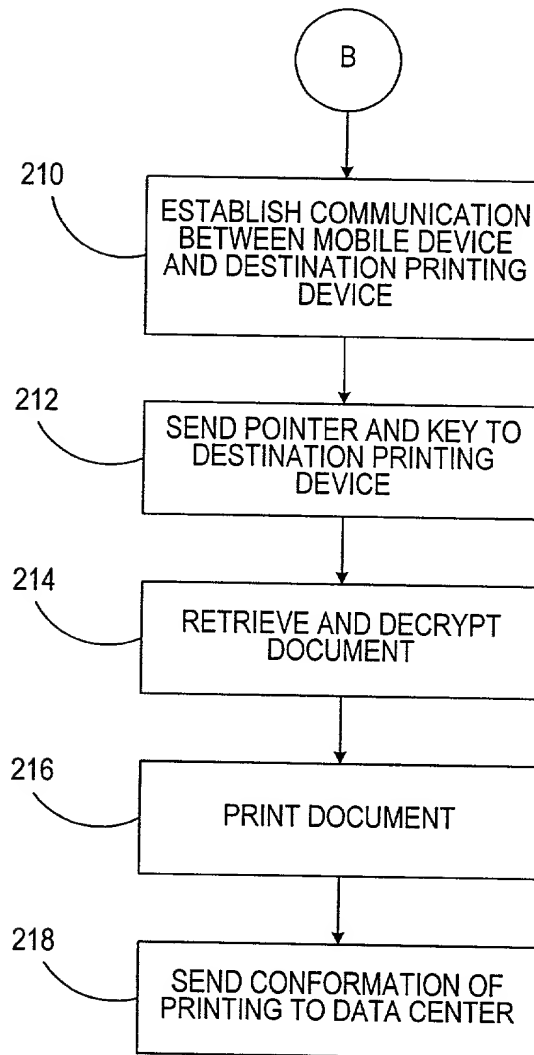 B
210
ESTABLISH COMMUNICATION
BETWEEN MOBILE DEVICE
AND DESTINATION PRINTING
DEVICE
212
SEND POINTER AND KEY TO
DESTINATION PRINTING
DEVICE
214
RETRIEVE AND DECRYPT
DOCUMENT
216
PRINT DOCUMENT
218
SEND CONFORMATION OF
PRINTING TO DATA CENTER